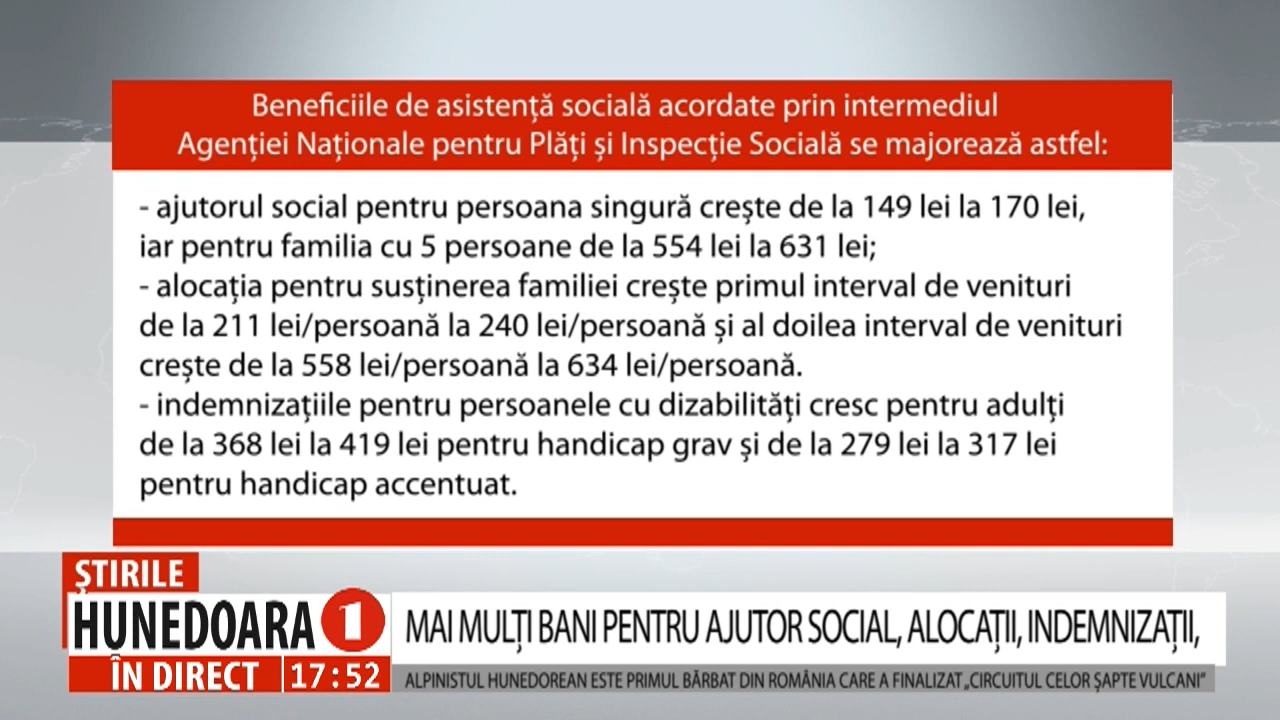 Beneficiile de asistență socială acordate prin intermediul
Agenției Naționale pentru Plăți și Inspecție Socială se majorează astfel:
- ajutorul social pentru persoana singură crește de la 149 lei la 170 lei,
iar pentru familia cu 5 persoane de la 554 lei la 631 lei;
- alocația pentru susținerea familiei crește primul interval de venituri
de la 211 lei/persoană la 240 lei/persoană și al doilea interval de venituri
crește de la 558 lei/persoană la 634 lei/persoană.
- indemnizațiile pentru persoanele cu dizabilități cresc pentru adulți
de la 368 lei la 419 lei pentru handicap grav și de la 279 lei la 317 lei
pentru handicap accentuat.
ȘTIRILE
HUNEDOARA 1
ÎN DIRECT 17:52
MAI MULȚI BANI PENTRU AJUTOR SOCIAL, ALOCAȚII, INDEMNIZAȚII,
ALPINISTUL HUNEDOREAN ESTE PRIMUL BĂRBAT DIN ROMÂNIA CARE A FINALIZAT „CIRCUITUL CELOR ȘAPTE VULCANI”